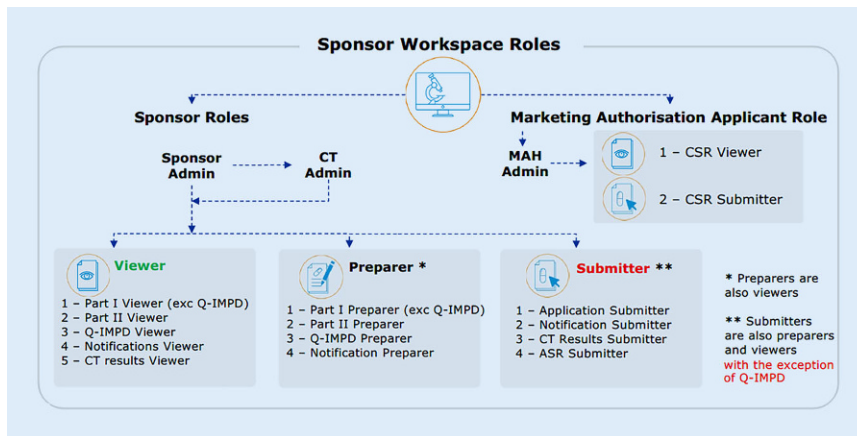 Sponsor Workspace Roles
Sponsor Roles
Marketing Authorisation Applicant Role
Sponsor
Admin
CT
Admin
MAH
Admin
1 – CSR Viewer
2 – CSR Submitter
Viewer
1 – Part I Viewer (exc Q-IMPD)
2 – Part II Viewer
3 – Q-IMPD Viewer
4 – Notifications Viewer
5 – CT results Viewer
Preparer *
1 – Part I Preparer (exc Q-IMPD)
2 – Part II Preparer
3 – Q-IMPD Preparer
4 – Notification Preparer
Submitter **
1 – Application Submitter
2 – Notification Submitter
3 – CT Results Submitter
4 – ASR Submitter
* Preparers are
also viewers
** Submitters
are also preparers
and viewers
with the exception
of Q-IMPD